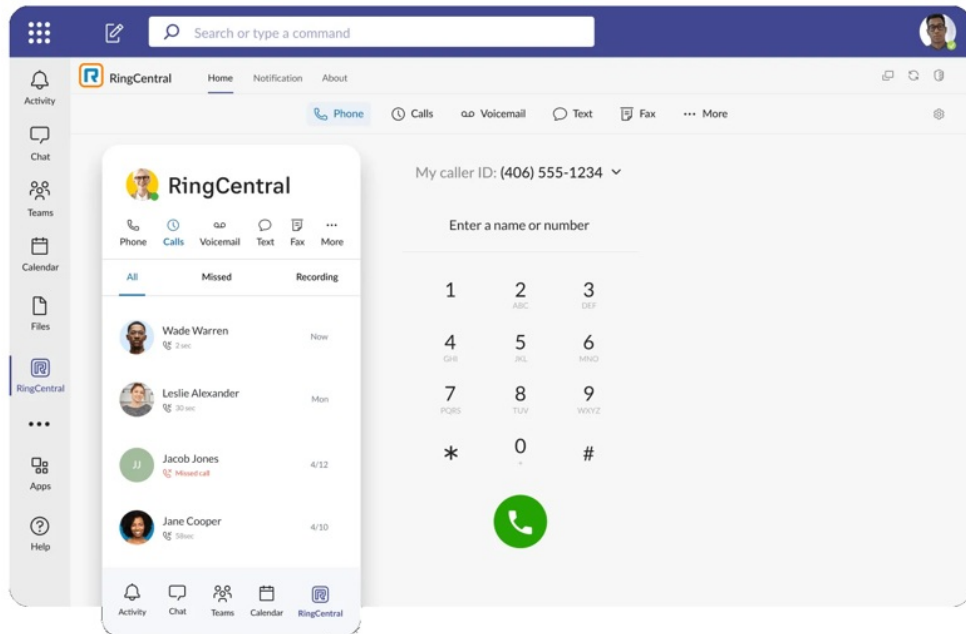 Search or type a command
RingCentral Home Notification About
Phone Calls Voicemail Text Fax More
Activity
Chat
Teams
Calendar
Files
RingCentral
Apps
Help
RingCentral
Phone Calls Voicemail Text Fax More
All Missed Recording
Wade Warren
2 sec
Now
Leslie Alexander
30 sec
Mon
JJ
Jacob Jones
Missed call
4/12
Jane Cooper
58sec
4/10
Activity Chat Teams Calendar RingCentral
My caller ID: (406) 555-1234
Enter a name or number
1 2 3
ABC DEF
4 5 6
GHI JKL MNO
7 8 9
PQRS TUV WXYZ
* 0 #
+